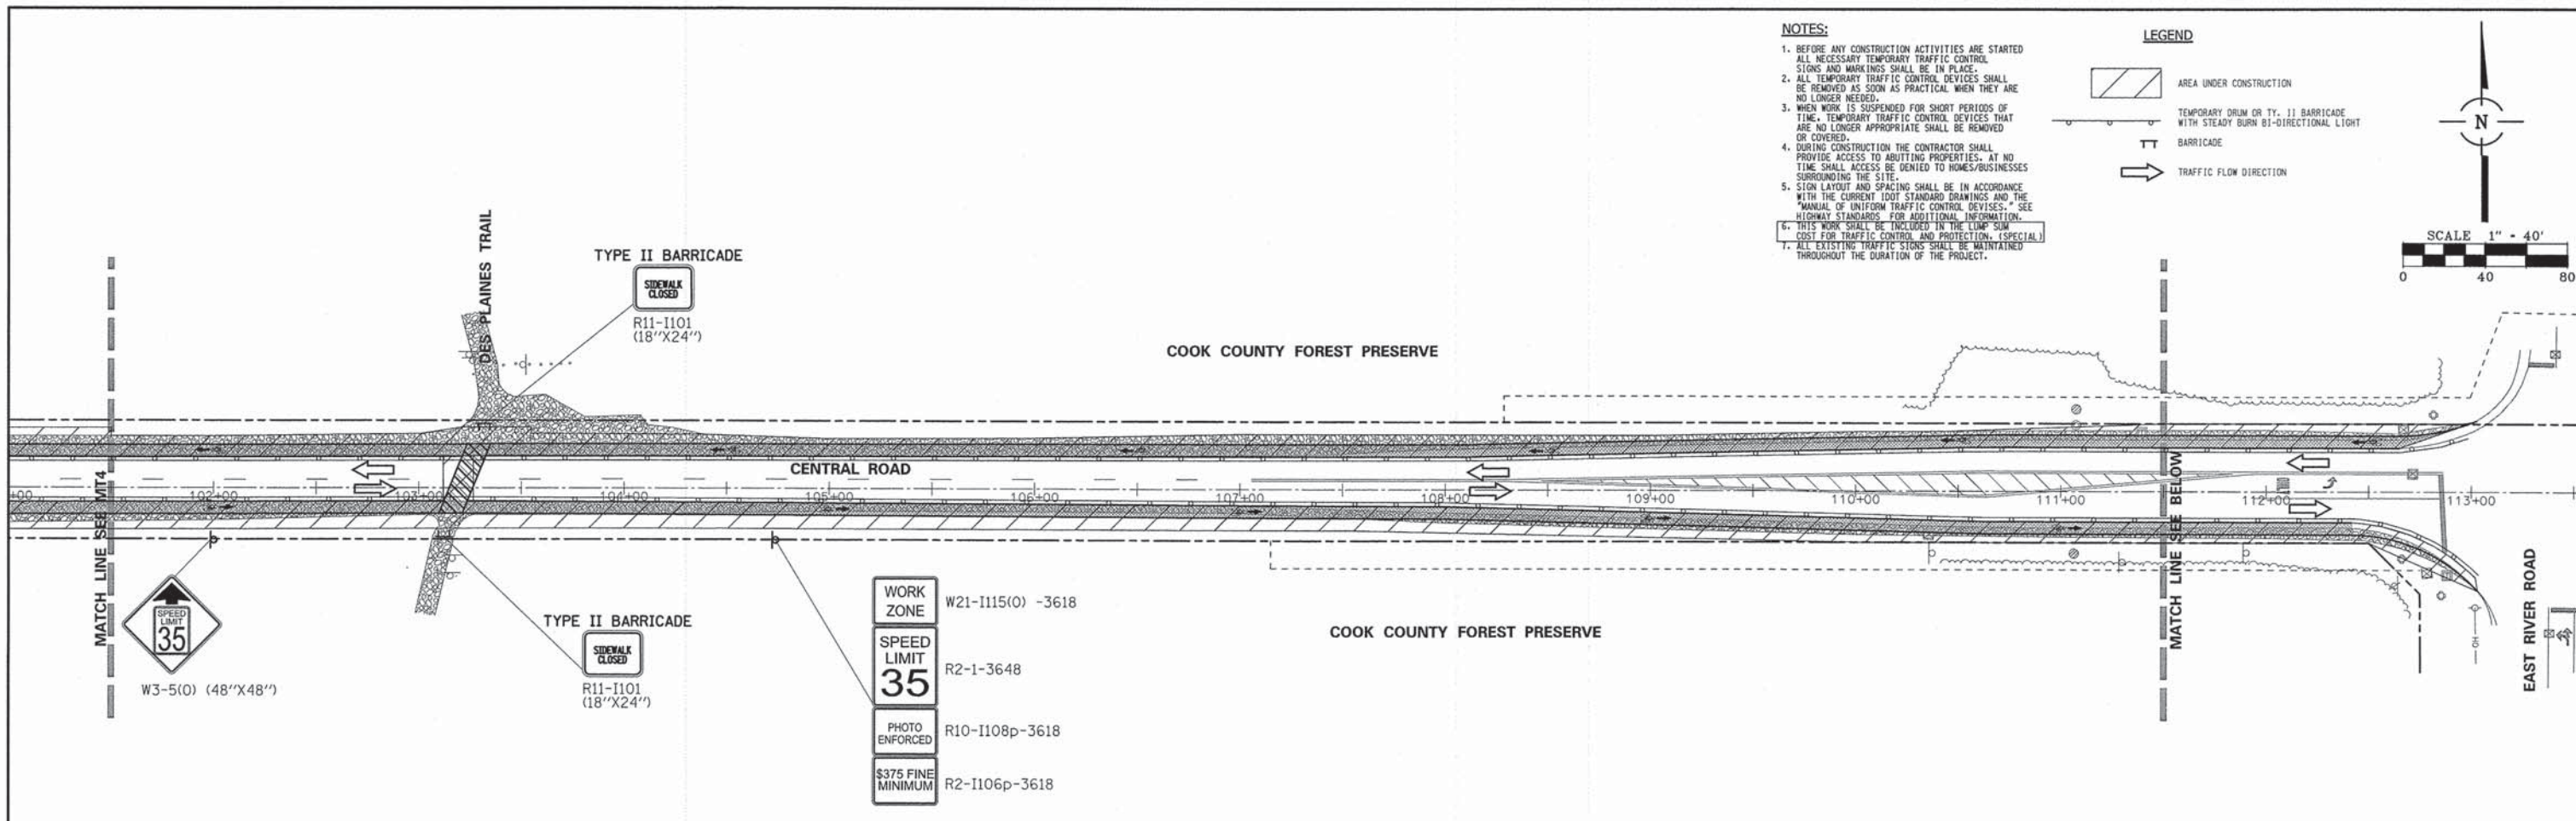 NOTES:
1. BEFORE ANY CONSTRUCTION ACTIVITIES ARE STARTED
ALL NECESSARY TEMPORARY TRAFFIC CONTROL
SIGNS AND MARKINGS SHALL BE IN PLACE.
2. ALL TEMPORARY TRAFFIC CONTROL DEVICES SHALL
BE REMOVED AS SOON AS PRACTICAL WHEN THEY ARE
NO LONGER NEEDED.
3. WHEN WORK IS SUSPENDED FOR SHORT PERIODS OF
TIME, TEMPORARY TRAFFIC CONTROL DEVICES THAT
ARE NO LONGER APPROPRIATE SHALL BE REMOVED
OR COVERED.
4. DURING CONSTRUCTION THE CONTRACTOR SHALL
PROVIDE ACCESS TO ABUTTING PROPERTIES. AT NO
TIME SHALL ACCESS BE DENIED TO HOMES/BUSINESSES
SURROUNDING THE SITE.
5. SIGN LAYOUT AND SPACING SHALL BE IN ACCORDANCE
WITH THE CURRENT IDOT STANDARD DRAWINGS AND THE
"MANUAL OF UNIFORM TRAFFIC CONTROL DEVISES." SEE
HIGHWAY STANDARDS FOR ADDITIONAL INFORMATION.
6. THIS WORK SHALL BE INCLUDED IN THE LUMP SUM
COST FOR TRAFFIC CONTROL AND PROTECTION, (SPECIAL)
7. ALL EXISTING TRAFFIC SIGNS SHALL BE MAINTAINED
THROUGHOUT THE DURATION OF THE PROJECT.
LEGEND
AREA UNDER CONSTRUCTION
TEMPORARY DRUM OR TY. II BARRICADE
WITH STEADY BURN BI-DIRECTIONAL LIGHT
BARRICADE
TRAFFIC FLOW DIRECTION
N
SCALE 1" - 40'
0 40 80
DES PLAINES TRAIL
TYPE II BARRICADE
SIDEWALK
CLOSED
R11-I101
(18''X24'')
COOK COUNTY FOREST PRESERVE
CENTRAL ROAD
+00 102+00 103+00 104+00 105+00 106+00 107+00 108+00 109+00 110+00 111+00 112+00 113+00
MATCH LINE SEE MT4
MATCH LINE SEE BELOW
EAST RIVER ROAD
SPEED
LIMIT
35
W3-5(O) (48''X48'')
TYPE II BARRICADE
SIDEWALK
CLOSED
R11-I101
(18''X24'')
WORK
ZONE
W21-I115(O) -3618
SPEED
LIMIT
35
R2-1-3648
PHOTO
ENFORCED
R10-I108p-3618
$375 FINE
MINIMUM
R2-I106p-3618
COOK COUNTY FOREST PRESERVE